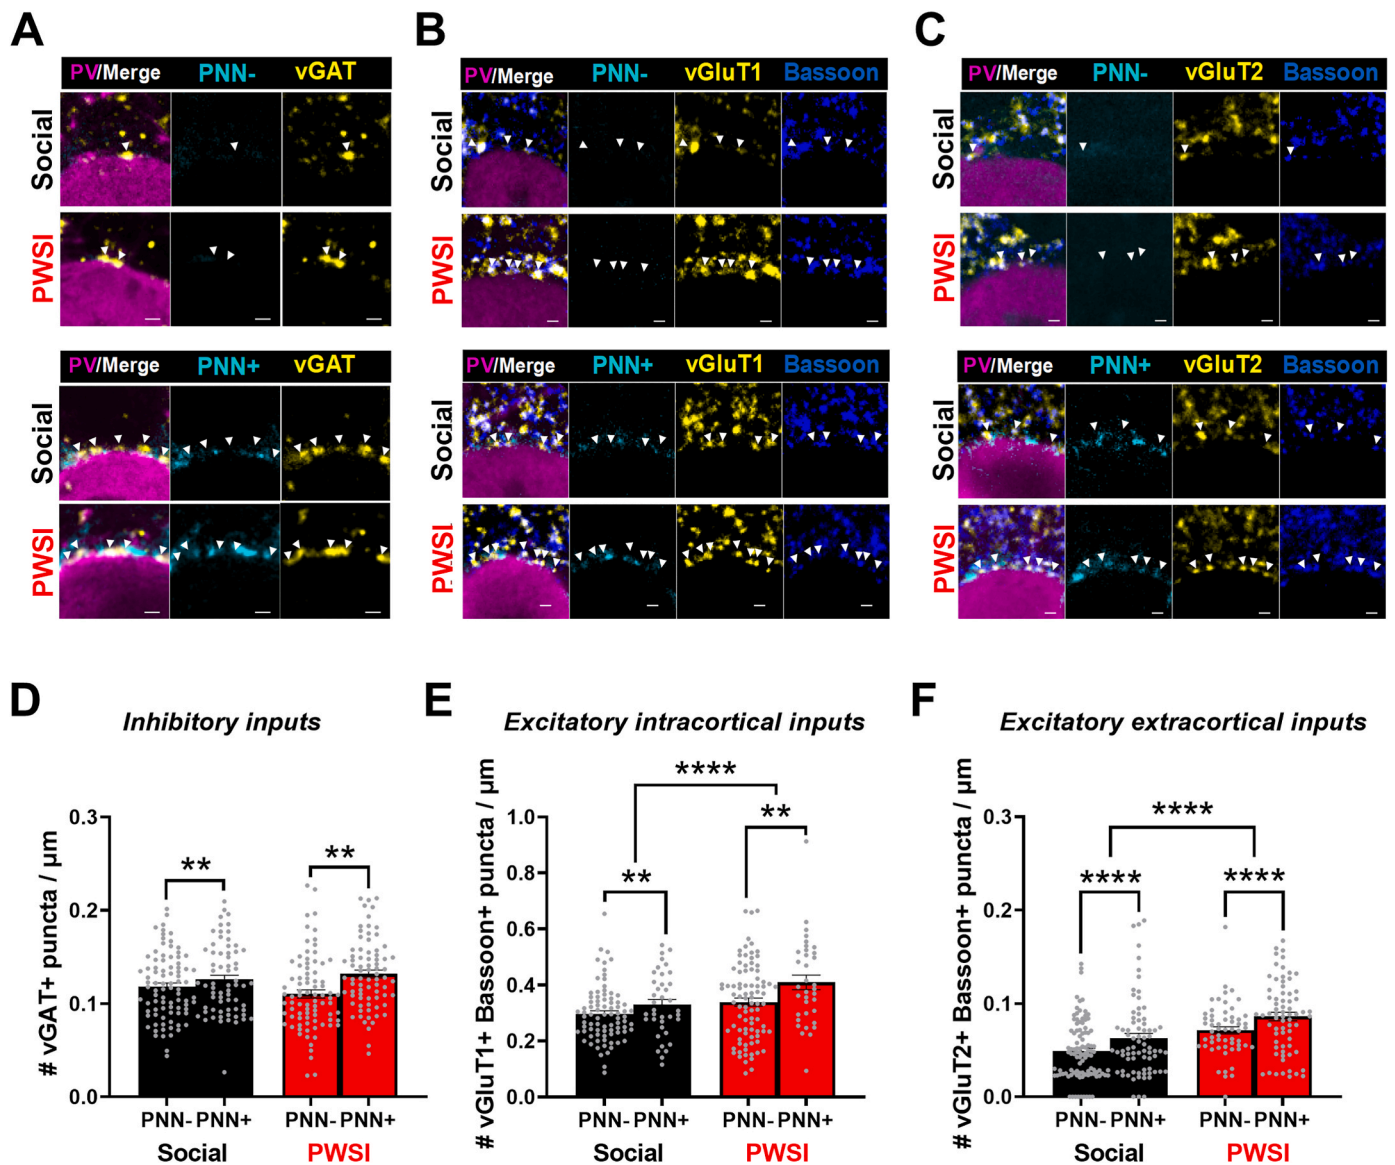 A
B
C
PV/Merge PNN- vGAT
PV/Merge PNN- vGluT1 Bassoon
PV/Merge PNN- vGluT2 Bassoon
Social
Social
Social
PWSI
PWSI
PWSI
PV/Merge PNN+ vGAT
PV/Merge PNN+ vGluT1 Bassoon
PV/Merge PNN+ vGluT2 Bassoon
Social
Social
Social
PWSI
PWSI
PWSI
D
Inhibitory inputs
# vGAT+ puncta / µm
0.3
0.2
0.1
0.0
**
**
PNN- PNN+ PNN- PNN+
Social PWSI
E
Excitatory intracortical inputs
# vGluT1+ Bassoon+ puncta / µm
1.0
0.8
0.6
0.4
0.2
0.0
****
**
**
PNN- PNN+ PNN- PNN+
Social PWSI
F
Excitatory extracortical inputs
# vGluT2+ Bassoon+ puncta / µm
0.3
0.2
0.1
0.0
****
****
****
PNN- PNN+ PNN- PNN+
Social PWSI